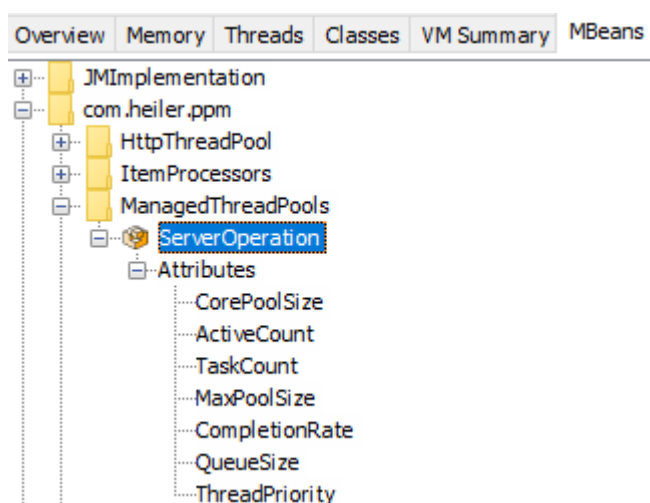 Overview Memory Threads Classes VM Summary MBeans
JMImplementation
com.heiler.ppm
HttpThreadPool
ItemProcessors
ManagedThreadPools
ServerOperation
Attributes
CorePoolSize
ActiveCount
TaskCount
MaxPoolSize
CompletionRate
QueueSize
ThreadPriority